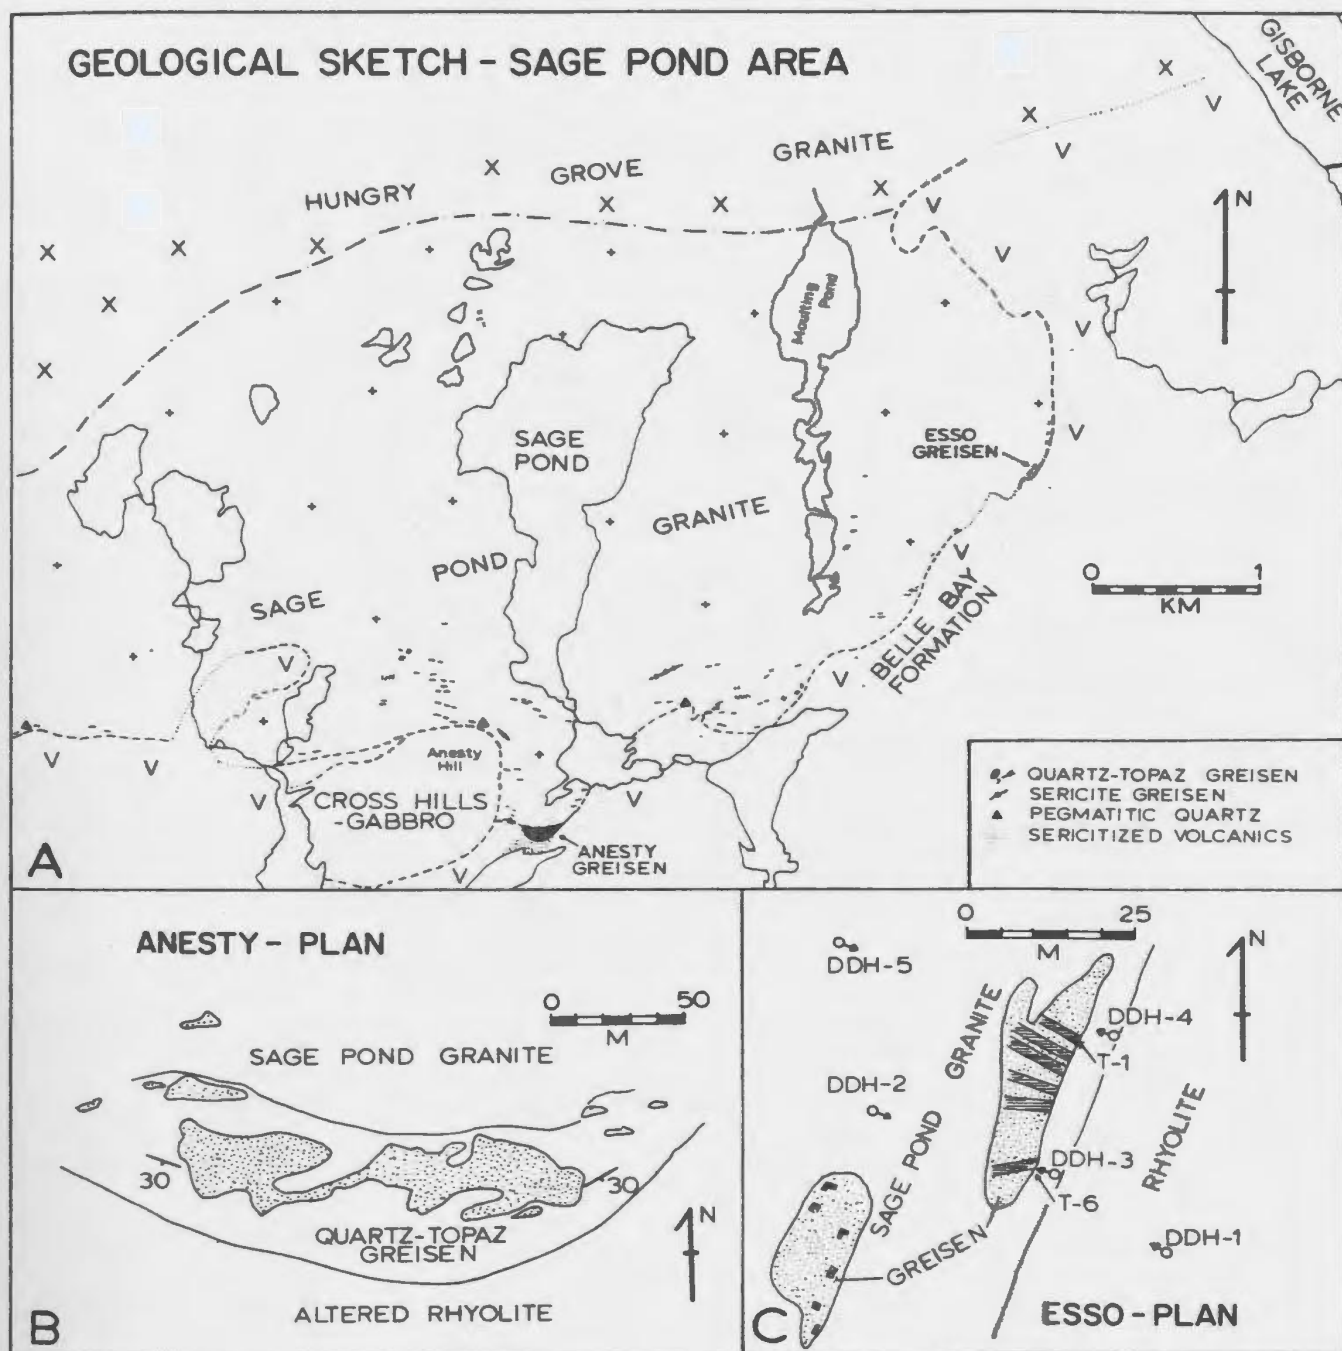 GEOLOGICAL SKETCH - SAGE POND AREA
GISBORNE
LAKE
HUNGRY GROVE GRANITE
N
Moulting
Pond
SAGE
POND
ESSO
GREISEN
SAGE POND GRANITE
0 1
KM
BELLE BAY
FORMATION
Anesty
Hill
CROSS HILLS
-GABBRO
ANESTY
GREISEN
QUARTZ-TOPAZ GREISEN
SERICITE GREISEN
PEGMATITIC QUARTZ
SERICITIZED VOLCANICS
A
ANESTY - PLAN
0 50
M
SAGE POND GRANITE
30
30
QUARTZ-TOPAZ
GREISEN
N
ALTERED RHYOLITE
B
0 25
M
N
DDH-5
DDH-4
T-1
DDH-2
SAGE POND GRANITE
RHYOLITE
DDH-3
T-6
DDH-1
GREISEN
C
ESSO - PLAN